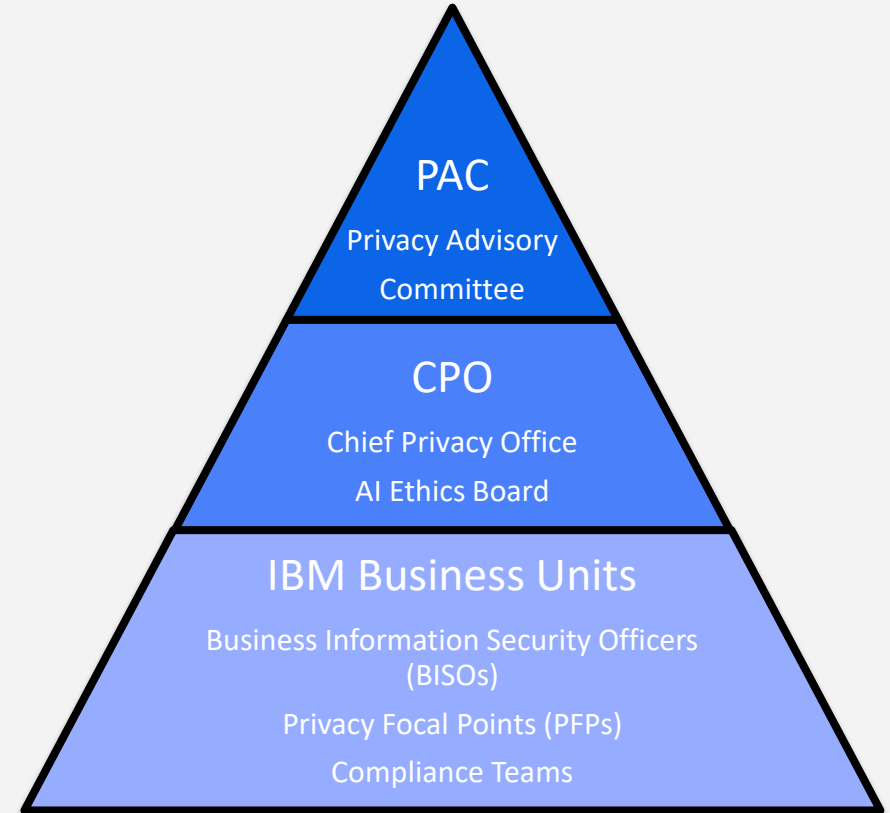 PAC
Privacy Advisory
Committee
CPO
Chief Privacy Office
AI Ethics Board
IBM Business Units
Business Information Security Officers
(BISOs)
Privacy Focal Points (PFPs)
Compliance Teams